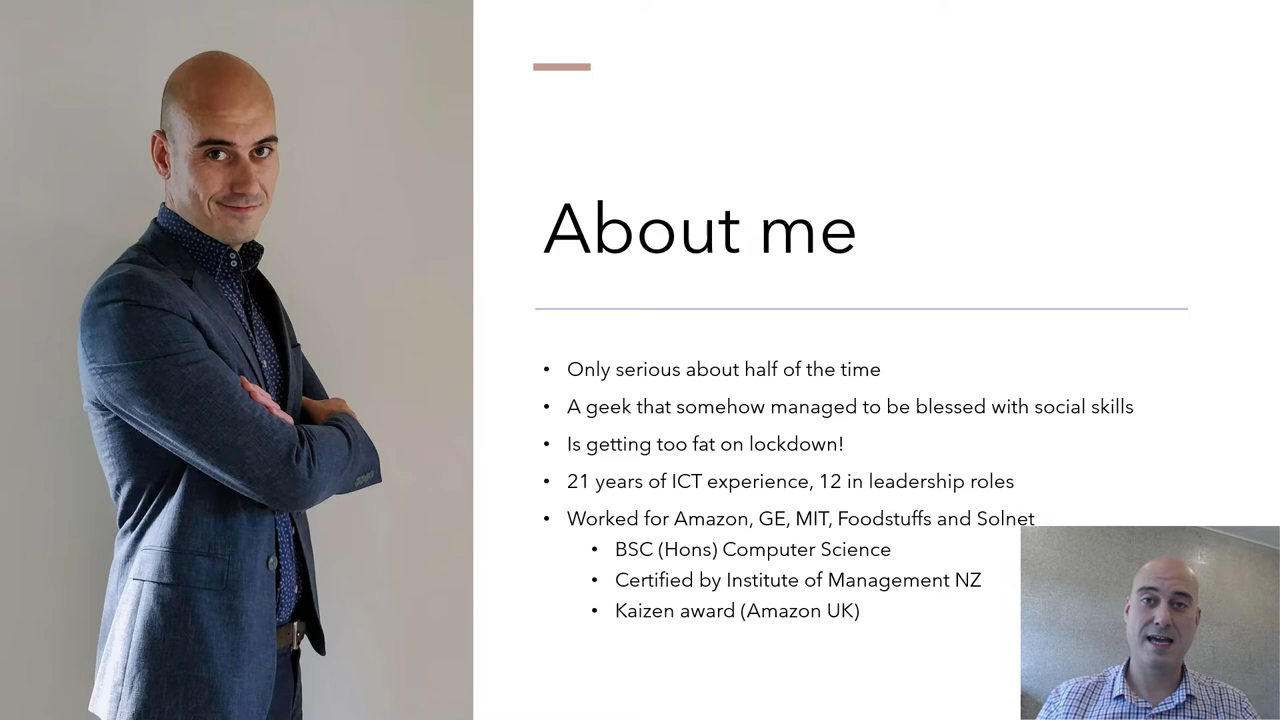 About me
• Only serious about half of the time
• A geek that somehow managed to be blessed with social skills
• Is getting too fat on lockdown!
• 21 years of ICT experience, 12 in leadership roles
• Worked for Amazon, GE, MIT, Foodstuffs and Solnet
• BSC (Hons) Computer Science
• Certified by Institute of Management NZ
• Kaizen award (Amazon UK)